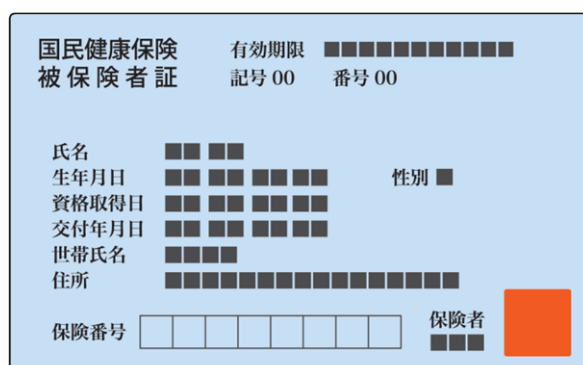 国民健康保険 有効期限 ■■■■■■■■■■■
被保険者証 記号 00 番号 00
氏名 ■■ ■■
生年月日 ■■ ■■ ■■ ■■ 性別 ■
資格取得日 ■■ ■■ ■■ ■■
交付年月日 ■■ ■■ ■■ ■■
世帯氏名 ■■■■
住所 ■■■■■■■■■■■■■■■■
保険番号 保険者
■■■